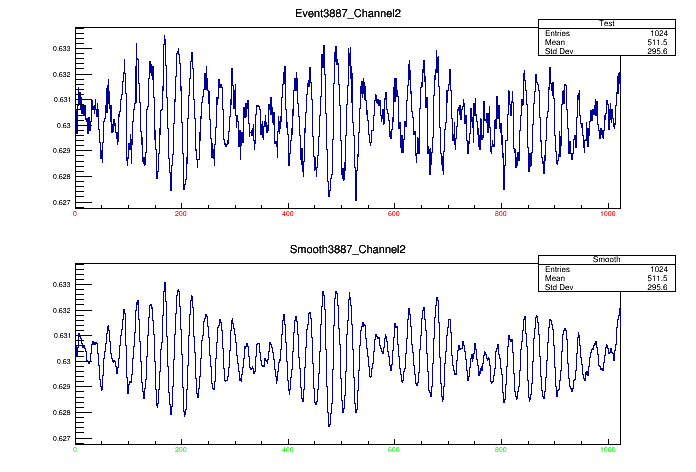 Event3887_Channel2
Test
Entries 1024
Mean 511.5
Std Dev 295.6
0.633
0.632
0.631
0.63
0.629
0.628
0.627
0 200 400 600 800 1000
Smooth3887_Channel2
Smooth
Entries 1024
Mean 511.5
Std Dev 295.6
0.633
0.632
0.631
0.63
0.629
0.628
0.627
0 200 400 600 800 1000